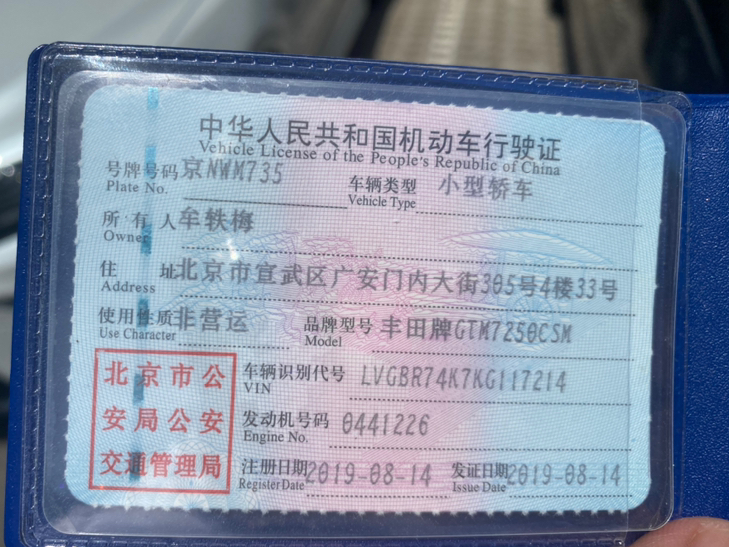 中华人民共和国机动车行驶证
Vehicle License of the People's Republic of China
号牌号码 京NWM735 车辆类型 小型轿车
Plate No. Vehicle Type
所有人 牟轶梅
Owner
住址 北京市宣武区广安门内大街305号4楼33号
Address
使用性质 非营运 品牌型号 丰田牌GTM7250CSM
Use Character Model
北京市公
安局公安
交通管理局
车辆识别代号 LVGBR74K7KG117214
VIN
发动机号码 0441226
Engine No.
注册日期 2019-08-14 发证日期 2019-08-14
Register Date Issue Date